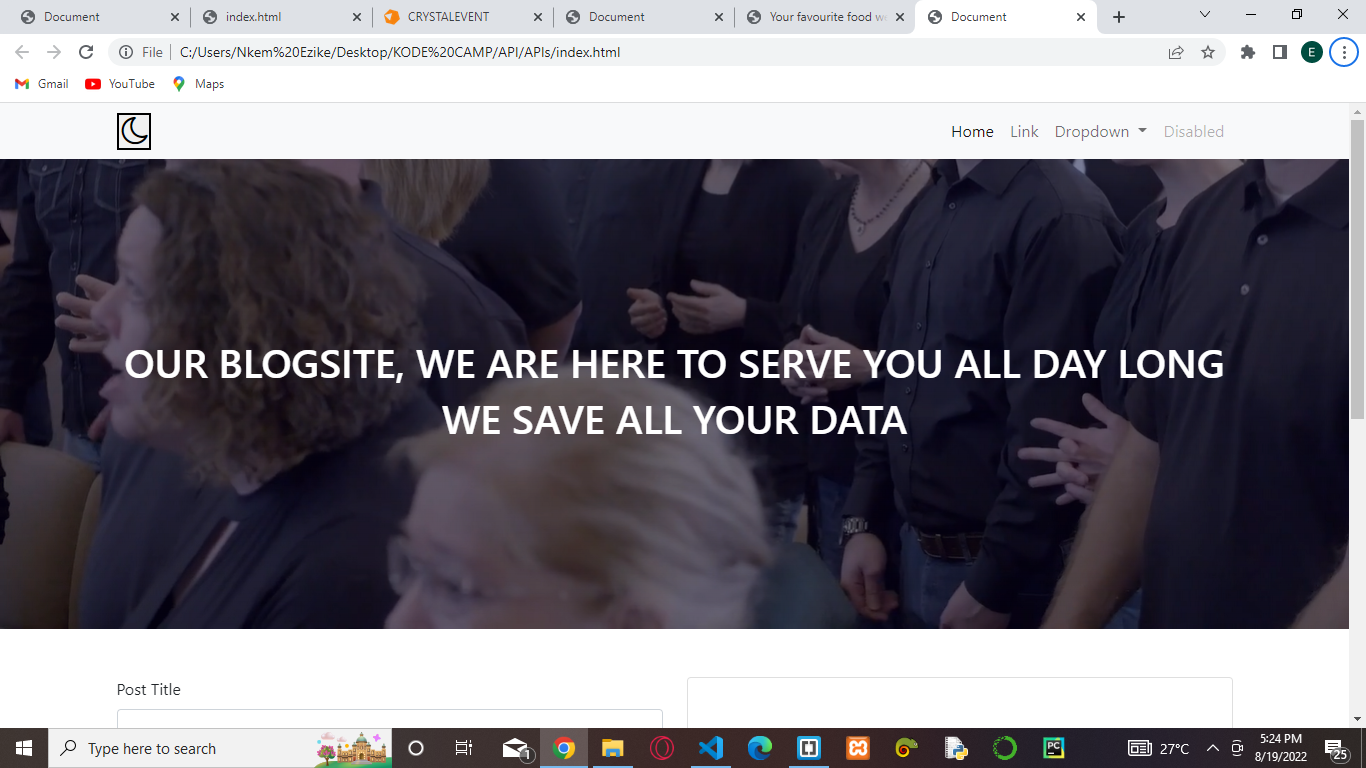 Document
index.html
CRYSTALEVENT
Document
Your favourite food w
Document
File
C:/Users/Nkem%20Ezike/Desktop/KODE%20CAMP/API/APIs/index.html
E
Gmail
YouTube
Maps
Home
Link
Dropdown
Disabled
OUR BLOGSITE, WE ARE HERE TO SERVE YOU ALL DAY LONG
WE SAVE ALL YOUR DATA
Post Title
Type here to search
1
PC
27°C
5:24 PM
8/19/2022
25